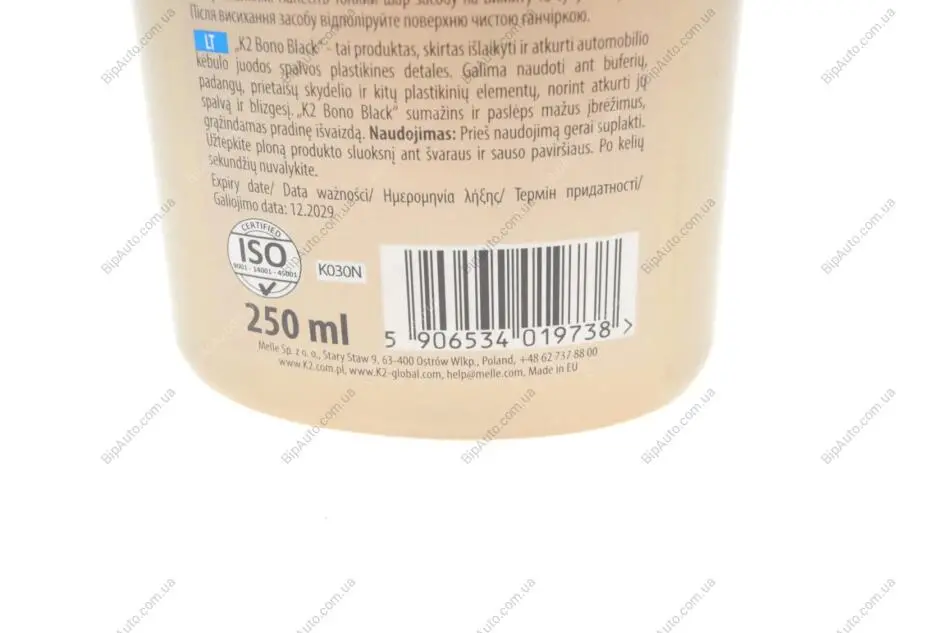 Після висихання засобу відполіруйте поверхню чистою ганчіркою.
LT „K2 Bono Black“ - tai produktas, skirtas išlaikyti ir atkurti automobilio
kėbulo juodos spalvos plastikines detales. Galima naudoti ant buferių,
padangų, prietaisų skydelio ir kitų plastikinių elementų, norint atkurti jų
spalvą ir blizgesį. „K2 Bono Black“ sumažins ir paslėps mažus įbrėžimus,
grąžindamas pradinę išvaizdą. Naudojimas: Prieš naudojimą gerai suplakti.
Užtepkite ploną produkto sluoksnį ant švaraus ir sauso paviršiaus. Po kelių
sekundžių nuvalykite.
Expiry date/ Data ważności/ Ημερομηνία λήξης/ Термін придатності/
Galiojimo data: 12.2029
CERTIFIED
ISO
9001 - 14001 - 45001
K030N
250 ml
5 906534 019738 >
Melle Sp. z o. o., Stary Staw 9, 63-400 Ostrów Wlkp., Poland, +48 62 737 88 00
www.K2.com.pl, www.K2-global.com, help@melle.com, Made in EU
BipAuto.com.ua